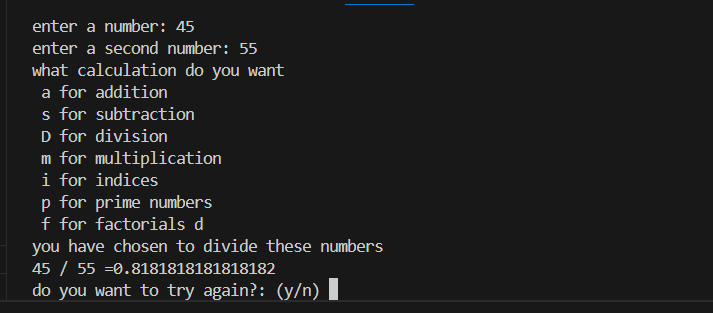 enter a number: 45
enter a second number: 55
what calculation do you want
 a for addition
 s for subtraction
 D for division
 m for multiplication
 i for indices
 p for prime numbers
 f for factorials d
you have chosen to divide these numbers
45 / 55 =0.8181818181818182
do you want to try again?: (y/n)